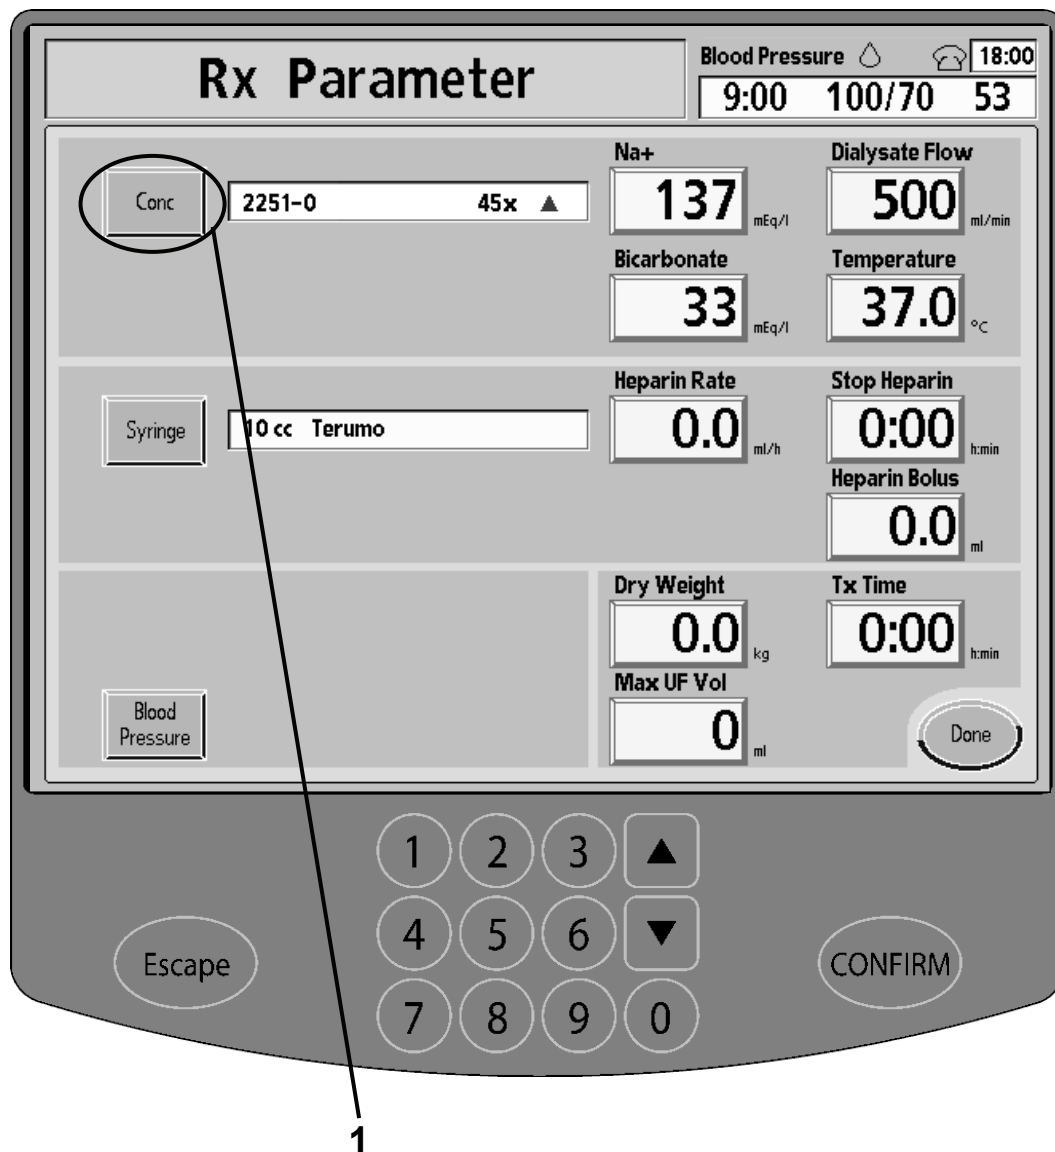 Rx Parameter
Blood Pressure 18:00
9:00 100/70 53
Conc
2251-0 45x ▲
Na+
137 mEq/l
Dialysate Flow
500 ml/min
Bicarbonate
33 mEq/l
Temperature
37.0 °C
Syringe
10 cc Terumo
Heparin Rate
0.0 ml/h
Stop Heparin
0:00 h:min
Heparin Bolus
0.0 ml
Blood
Pressure
Dry Weight
0.0 kg
Tx Time
0:00 h:min
Max UF Vol
0 ml
Done
1 2 3 ▲
4 5 6 ▼
7 8 9 0
Escape
CONFIRM
1